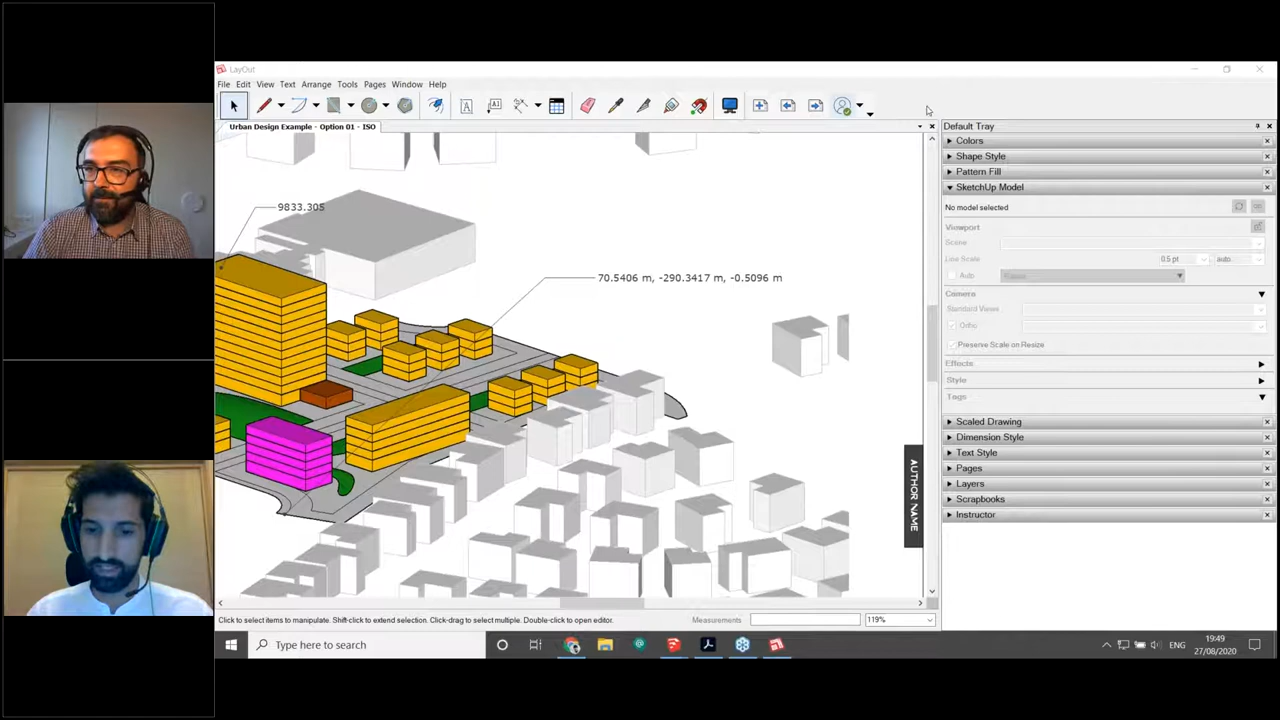 LayOut
File Edit View Text Arrange Tools Pages Window Help
Urban Design Example - Option 01 - ISO
9833.305
70.5406 m, -290.3417 m, -0.5096 m
AUTHOR NAME
Default Tray
Colors
Shape Style
Pattern Fill
SketchUp Model
No model selected
Viewport
Scene
Line Scale 0.5 pt auto
Auto
Camera
Standard Views
Ortho
Preserve Scale on Resize
Effects
Style
Tags
Scaled Drawing
Dimension Style
Text Style
Pages
Layers
Scrapbooks
Instructor
Click to select items to manipulate. Shift-click to extend selection. Click-drag to select multiple. Double-click to open editor. Measurements 119%
Type here to search
ENG
19:49
27/08/2020